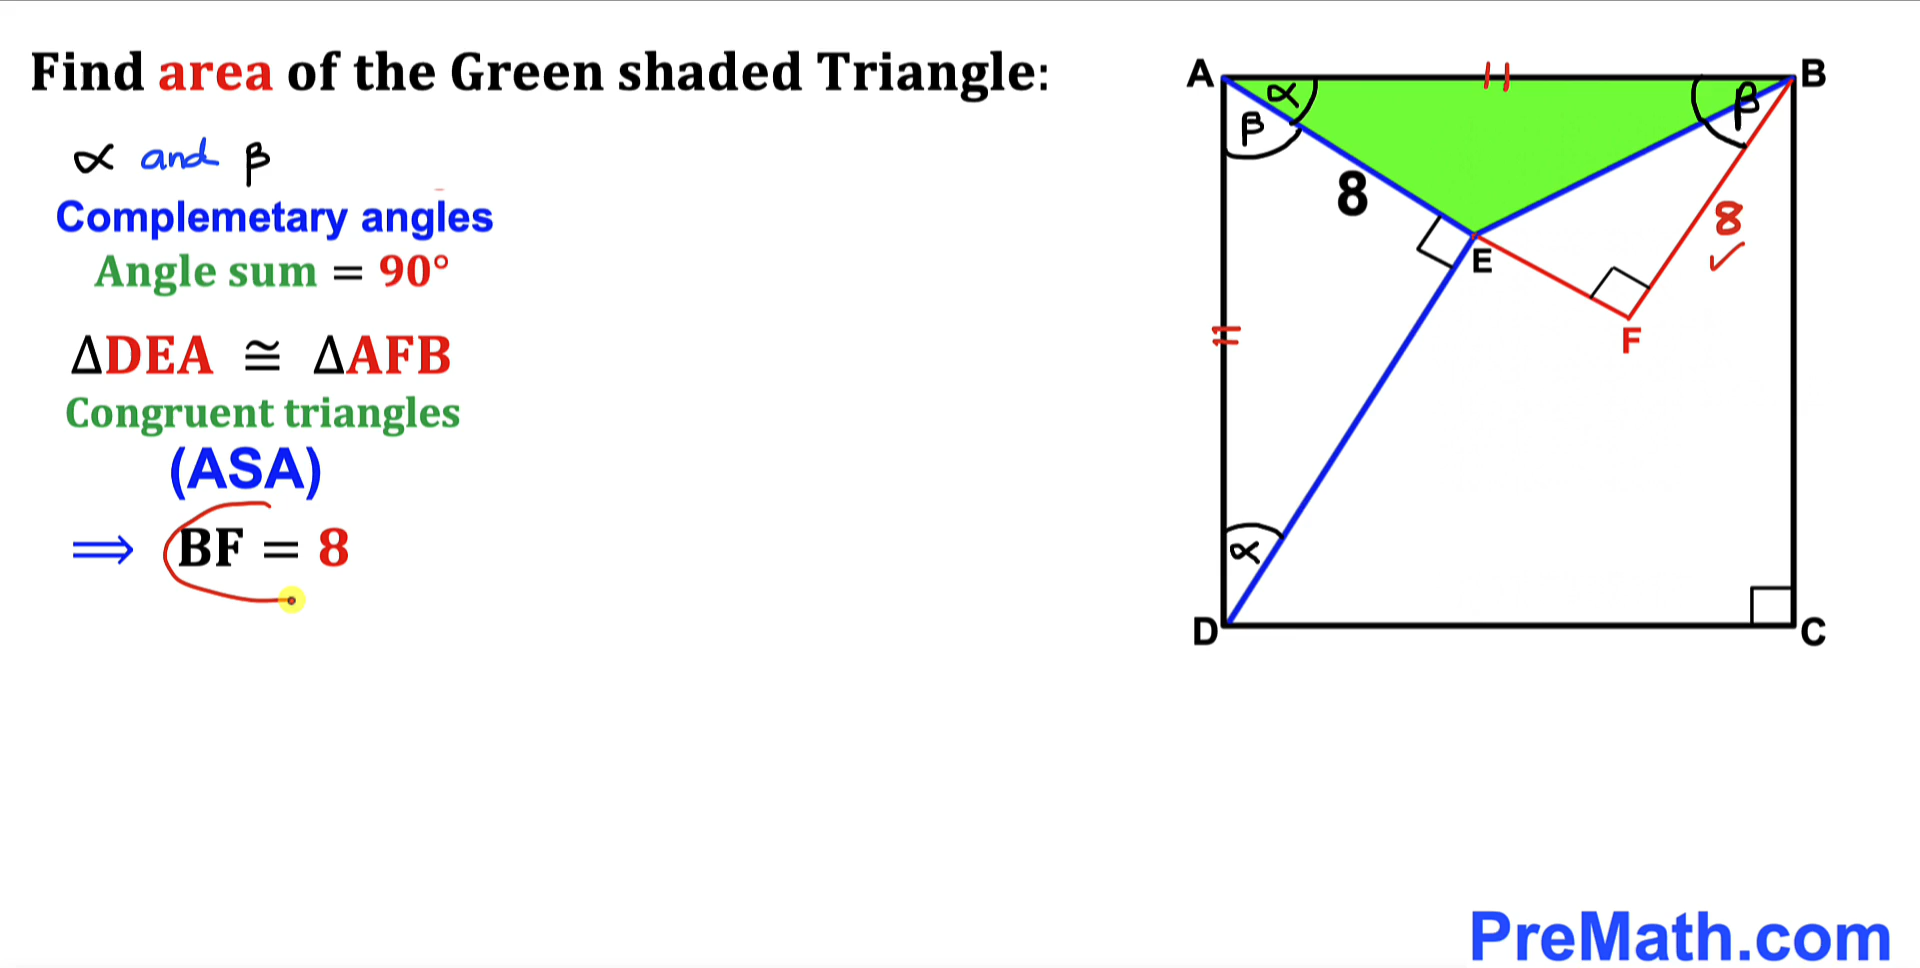 Find area of the Green shaded Triangle:
∝ and β
Complemetary angles
Angle sum = 90°
ΔDEA ≅ ΔAFB
Congruent triangles
(ASA)
⟹ BF = 8
A
B
∝
β
β
8
8
E
F
∝
D
C
PreMath.com